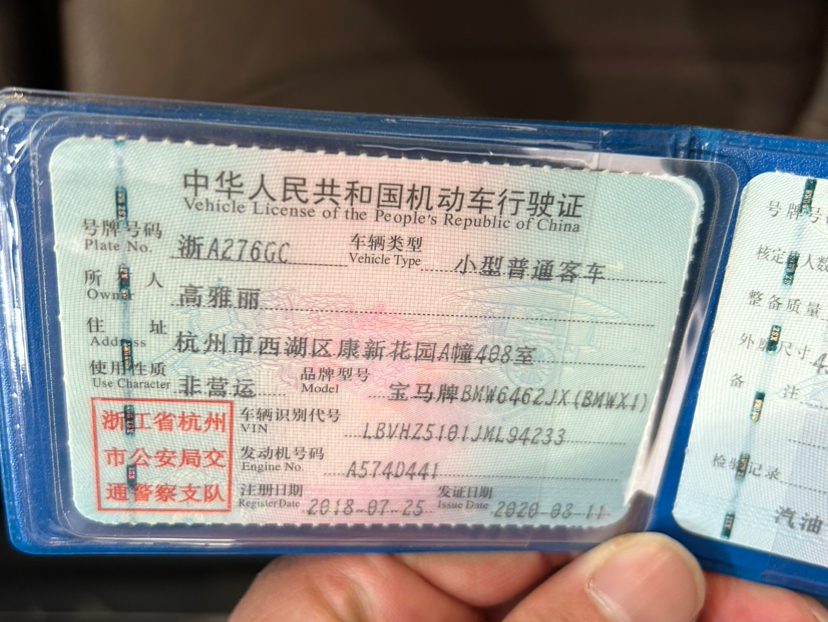 中华人民共和国机动车行驶证
Vehicle License of the People's Republic of China
号牌号码 浙A276GC 车辆类型 小型普通客车
Plate No. Vehicle Type
所 人 高雅丽
Owner
住 址 杭州市西湖区康新花园A幢408室
Address
使用性质 非营运 品牌型号 宝马牌BMW6462JX(BMWX1)
Use Character Model
浙江省杭州
市公安局交
通警察支队
车辆识别代号 LBVHZ5101JML94233
VIN
发动机号码 A574D441
Engine No.
注册日期 2018-07-25 发证日期 2020-08-11
Register Date Issue Date
号牌号
核定 人数
整备质量
外 尺寸
备 注
检验记录
汽油